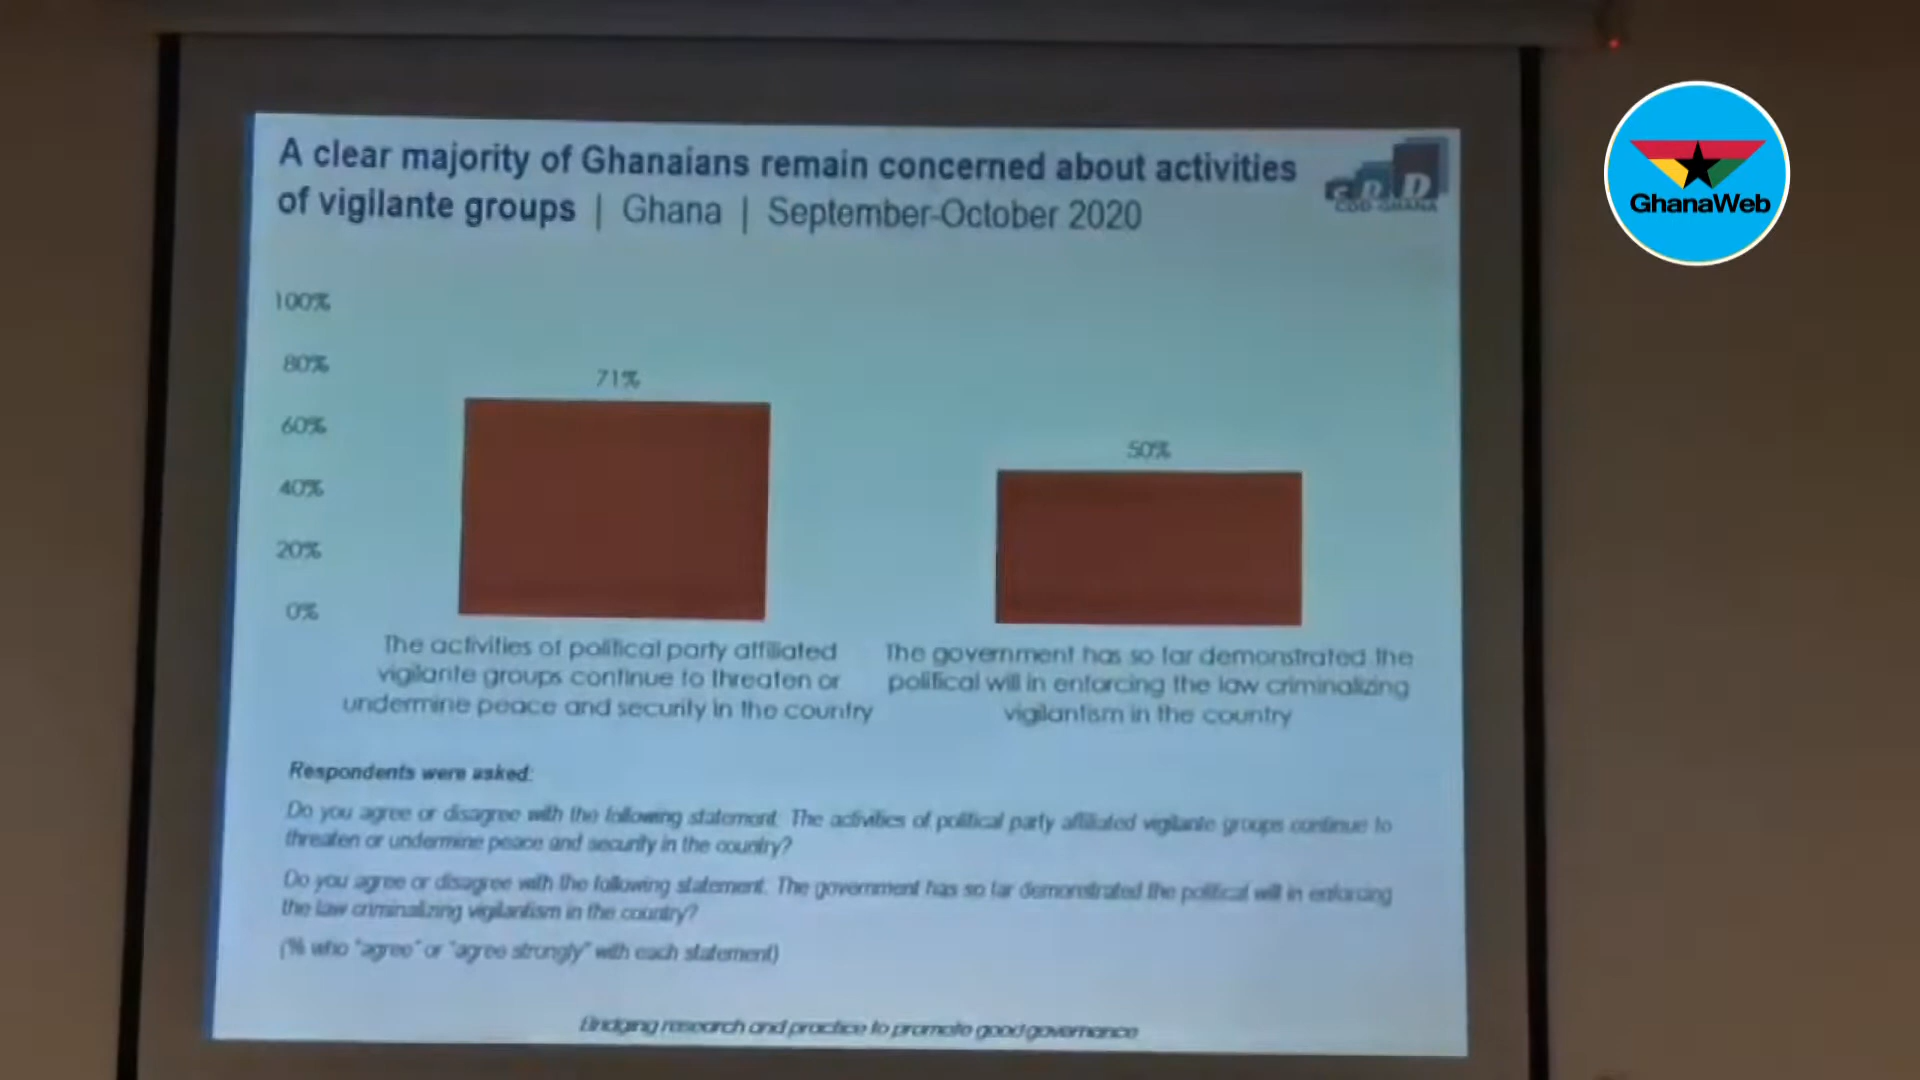 A clear majority of Ghanaians remain concerned about activities
of vigilante groups | Ghana | September-October 2020
CDD
CDD-GHANA
GhanaWeb
100%
80%
60%
40%
20%
0%
71%
50%
The activities of political party affiliated
vigilante groups continue to threaten or
undermine peace and security in the country
The government has so far demonstrated the
political will in enforcing the law criminalizing
vigilantism in the country
Respondents were asked:
Do you agree or disagree with the following statement. The activities of political party affiliated vigilante groups continue to
threaten or undermine peace and security in the country?
Do you agree or disagree with the following statement. The government has so far demonstrated the political will in enforcing
the law criminalizing vigilantism in the country?
(% who "agree" or "agree strongly" with each statement)
Bridging research and practice to promote good governance